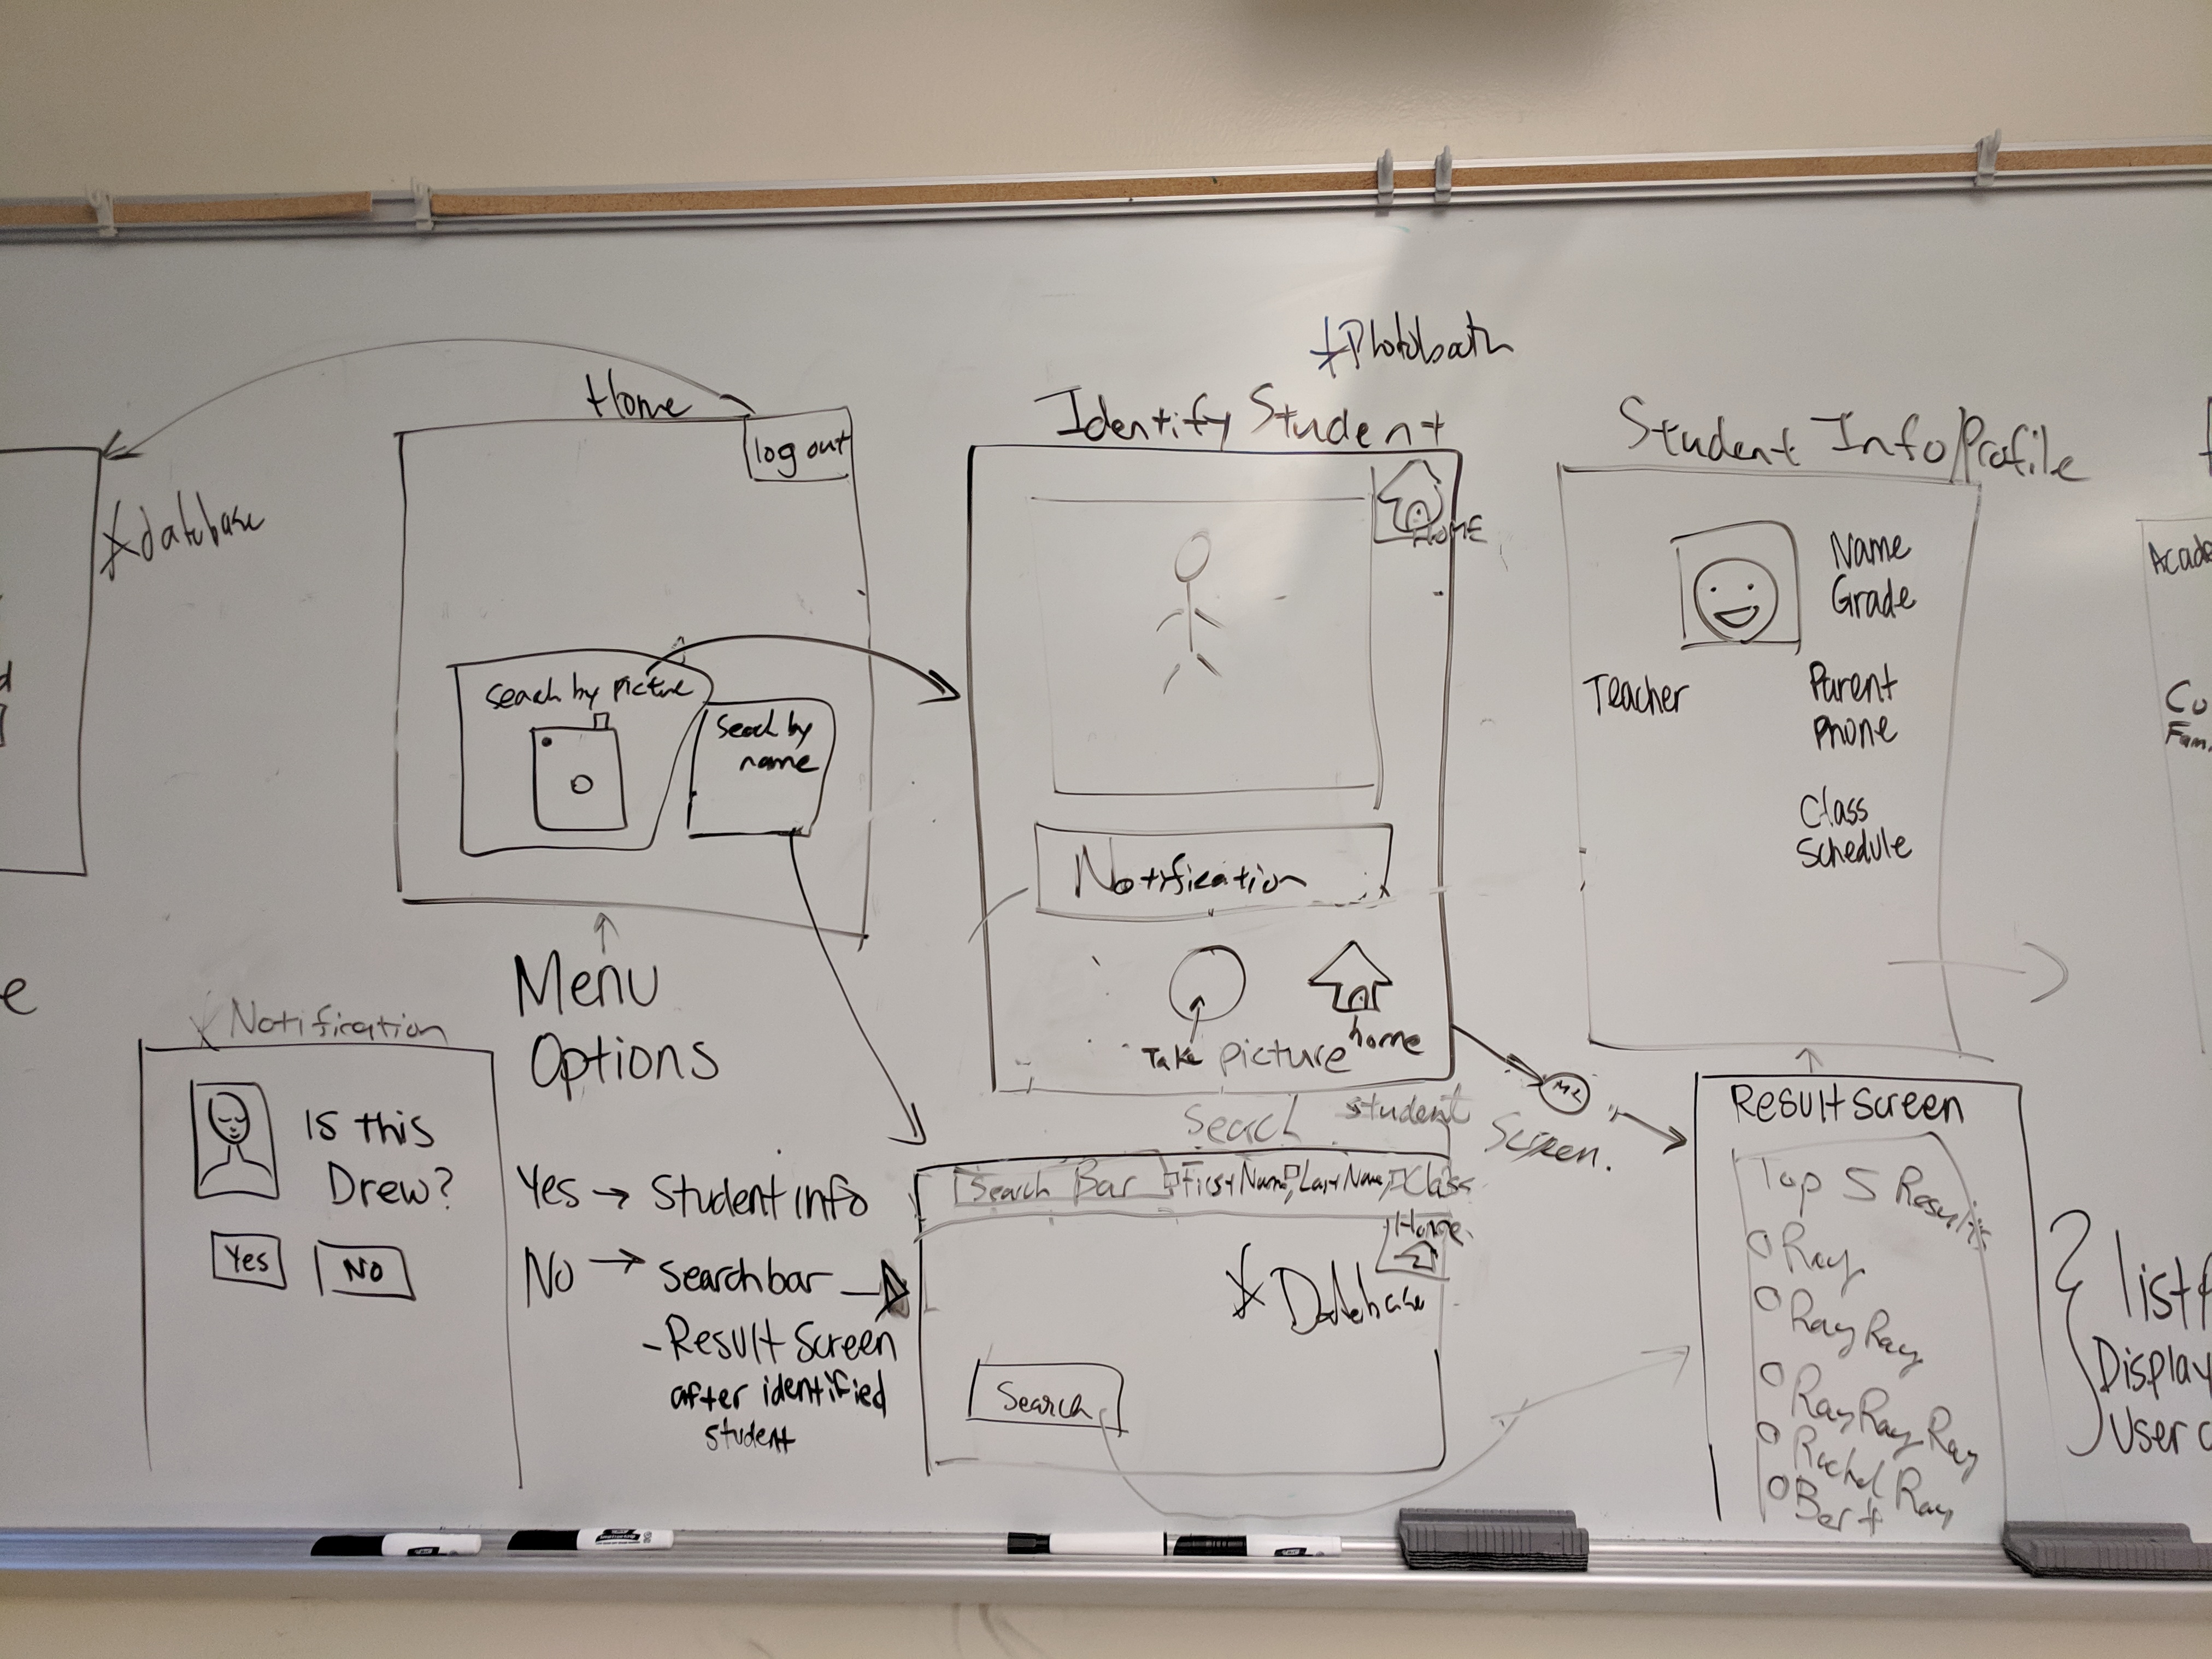 Photobooth
Home
log out
Identify Student
HOME
Student Info/Profile
database
Name
Grade
Teacher
Parent
Phone
Class
Schedule
Search by picture
Search by
name
Notification
Take picture
home
Menu
Options
Notification
Is this
Drew?
Yes
No
Yes → Student info
No → Searchbar
- Result Screen
after identified
student
Search Student
Screen.
Search Bar First Name, Last Name, Class
Home
Database
Search
ML
Result Screen
Top 5 Results
Ray
Ray Ray
Ray Ray Ray
Rachel Ray
Bert
Display
User